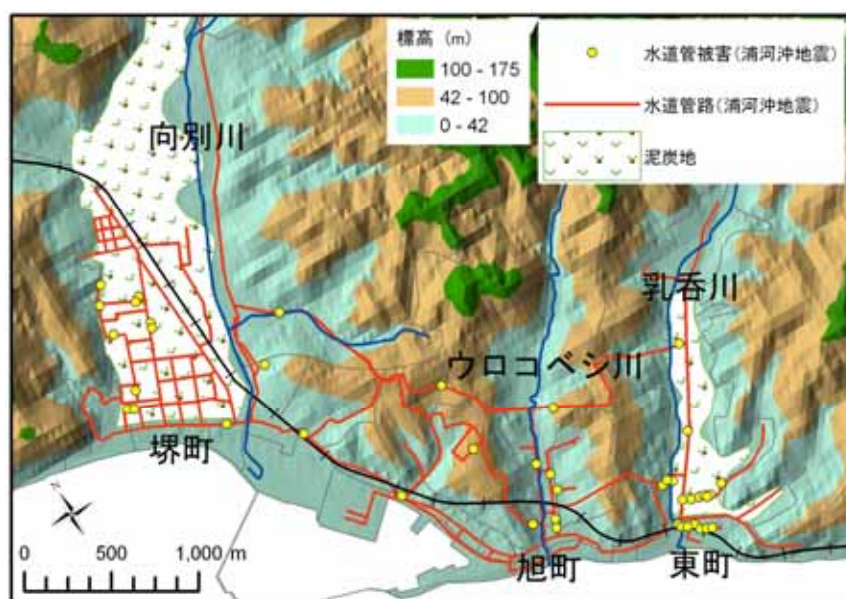 標高 (m)
100 - 175
42 - 100
0 - 42
水道管被害(浦河沖地震)
水道管路(浦河沖地震)
泥炭地
向別川
乳呑川
ウロコベシ川
堺町
旭町
東町
N
0 500 1,000 m